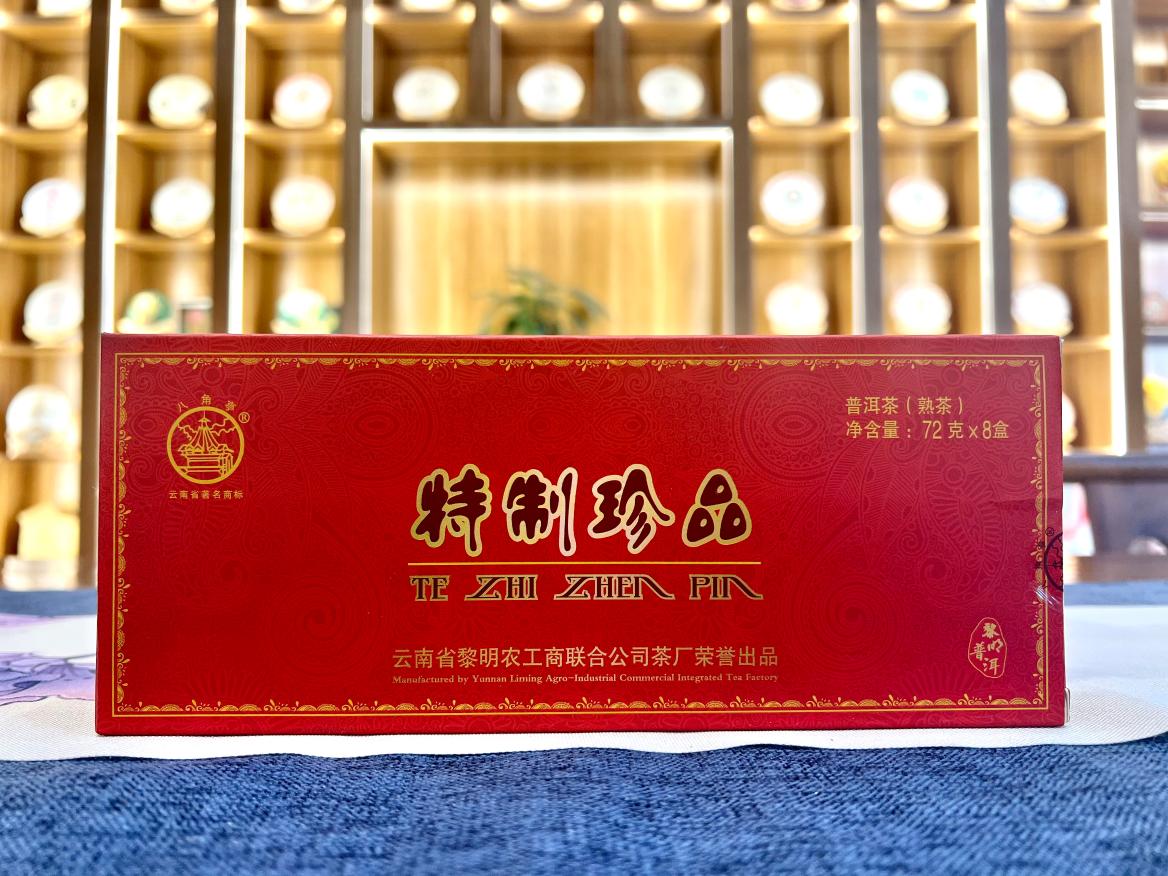 八角亭®
云南省著名商标
普洱茶（熟茶）
净含量：72克x8盒
特制珍品
TE ZHI ZHEN PIN
云南省黎明农工商联合公司茶厂荣誉出品
Manufactured by Yunnan Liming Agro-Industrial Commercial Integrated Tea Factory
黎明
普洱